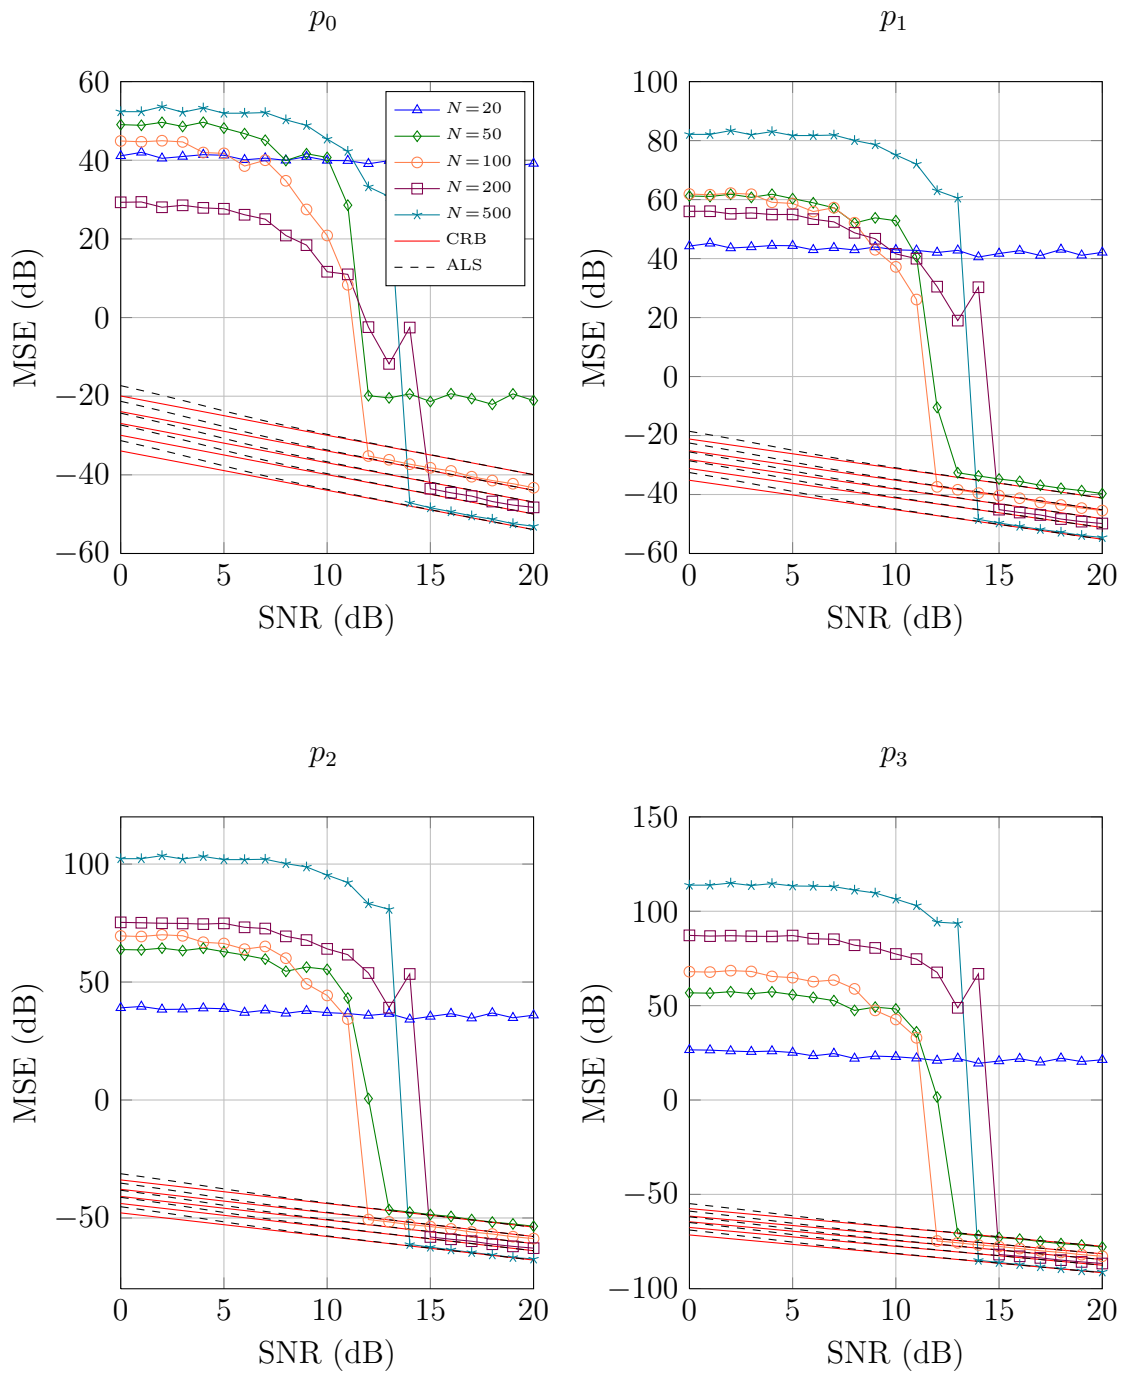 p₀
MSE (dB)
60
40
20
0
−20
−40
−60
N = 20
N = 50
N = 100
N = 200
N = 500
CRB
ALS
0 5 10 15 20
SNR (dB)
p₁
MSE (dB)
100
80
60
40
20
0
−20
−40
−60
0 5 10 15 20
SNR (dB)
p₂
MSE (dB)
100
50
0
−50
0 5 10 15 20
SNR (dB)
p₃
MSE (dB)
150
100
50
0
−50
−100
0 5 10 15 20
SNR (dB)